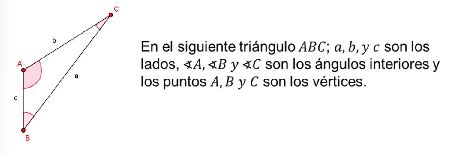 C
b
A
a
c
B
En el siguiente triángulo ABC; a, b, y c son los
lados, ∢A, ∢B y ∢C son los ángulos interiores y
los puntos A, B y C son los vértices.